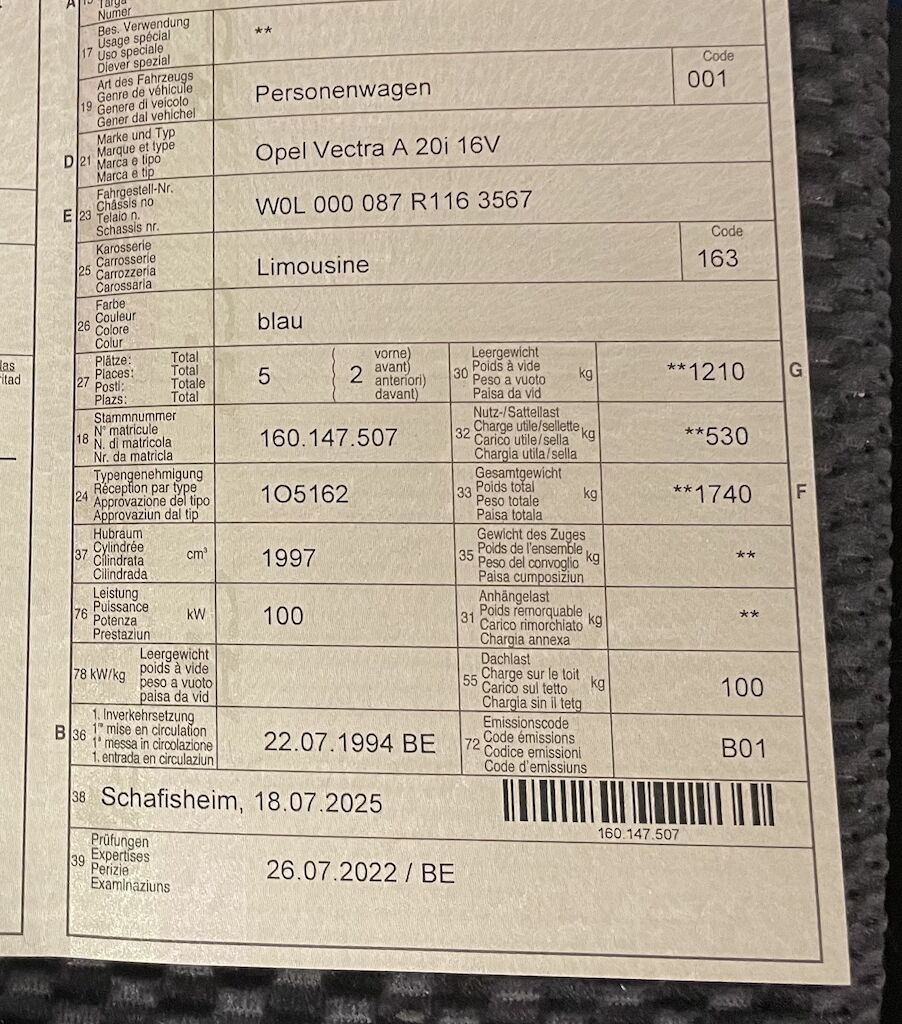 A 15 Targa
Numer
17 Bes. Verwendung
Usage spécial
Uso speciale
Diever spezial
**
19 Art des Fahrzeugs
Genre de véhicule
Genere di veicolo
Gener dal vehichel
Personenwagen
Code
001
D 21 Marke und Typ
Marque et type
Marca e tipo
Marca e tip
Opel Vectra A 20i 16V
E 23 Fahrgestell-Nr.
Châssis no
Telaio n.
Schassis nr.
W0L 000 087 R116 3567
25 Karosserie
Carrosserie
Carrozzeria
Carossaria
Limousine
Code
163
26 Farbe
Couleur
Colore
Colur
blau
27 Plätze: Total
Places: Total
Posti: Totale
Plazs: Total
5
( 2 vorne)
( avant)
( anteriori)
( davant)
30 Leergewicht
Poids à vide
Peso a vuoto
Paisa da vid
kg
**1210
G
18 Stammnummer
N° matricule
N. di matricola
Nr. da matricla
160.147.507
32 Nutz-/Sattellast
Charge utile/sellette
Carico utile/sella
Chargia utila/sella
kg
**530
24 Typengenehmigung
Réception par type
Approvazione del tipo
Approvaziun dal tip
1O5162
33 Gesamtgewicht
Poids total
Peso totale
Paisa totala
kg
**1740
F
37 Hubraum
Cylindrée
Cilindrata
Cilindrada
cm³
1997
35 Gewicht des Zuges
Poids de l'ensemble
Peso del convoglio
Paisa cumposiziun
kg
**
76 Leistung
Puissance
Potenza
Prestaziun
kW
100
31 Anhängelast
Poids remorquable
Carico rimorchiato
Chargia annexa
kg
**
78 kW/kg
Leergewicht
poids à vide
peso a vuoto
paisa da vid
55 Dachlast
Charge sur le toit
Carico sul tetto
Chargia sin il tetg
kg
100
B 36 1. Inverkehrsetzung
1re mise en circulation
1a messa in circolazione
1. entrada en circulaziun
22.07.1994 BE
72 Emissionscode
Code émissions
Codice emissioni
Code d'emissiuns
B01
38 Schafisheim, 18.07.2025
160.147.507
39 Prüfungen
Expertises
Perizie
Examinaziuns
26.07.2022 / BE